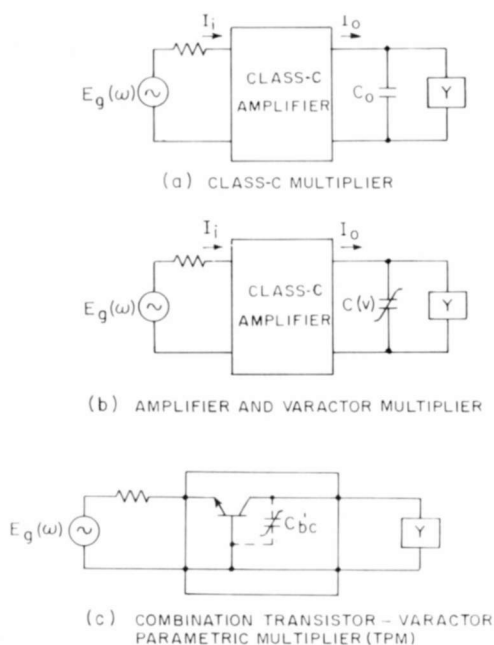 I_i I_o
E_g(ω) CLASS-C AMPLIFIER C_o Y
(a) CLASS-C MULTIPLIER
I_i I_o
E_g(ω) CLASS-C AMPLIFIER C(v) Y
(b) AMPLIFIER AND VARACTOR MULTIPLIER
E_g(ω) C_b'c Y
(c) COMBINATION TRANSISTOR – VARACTOR
PARAMETRIC MULTIPLIER (TPM)